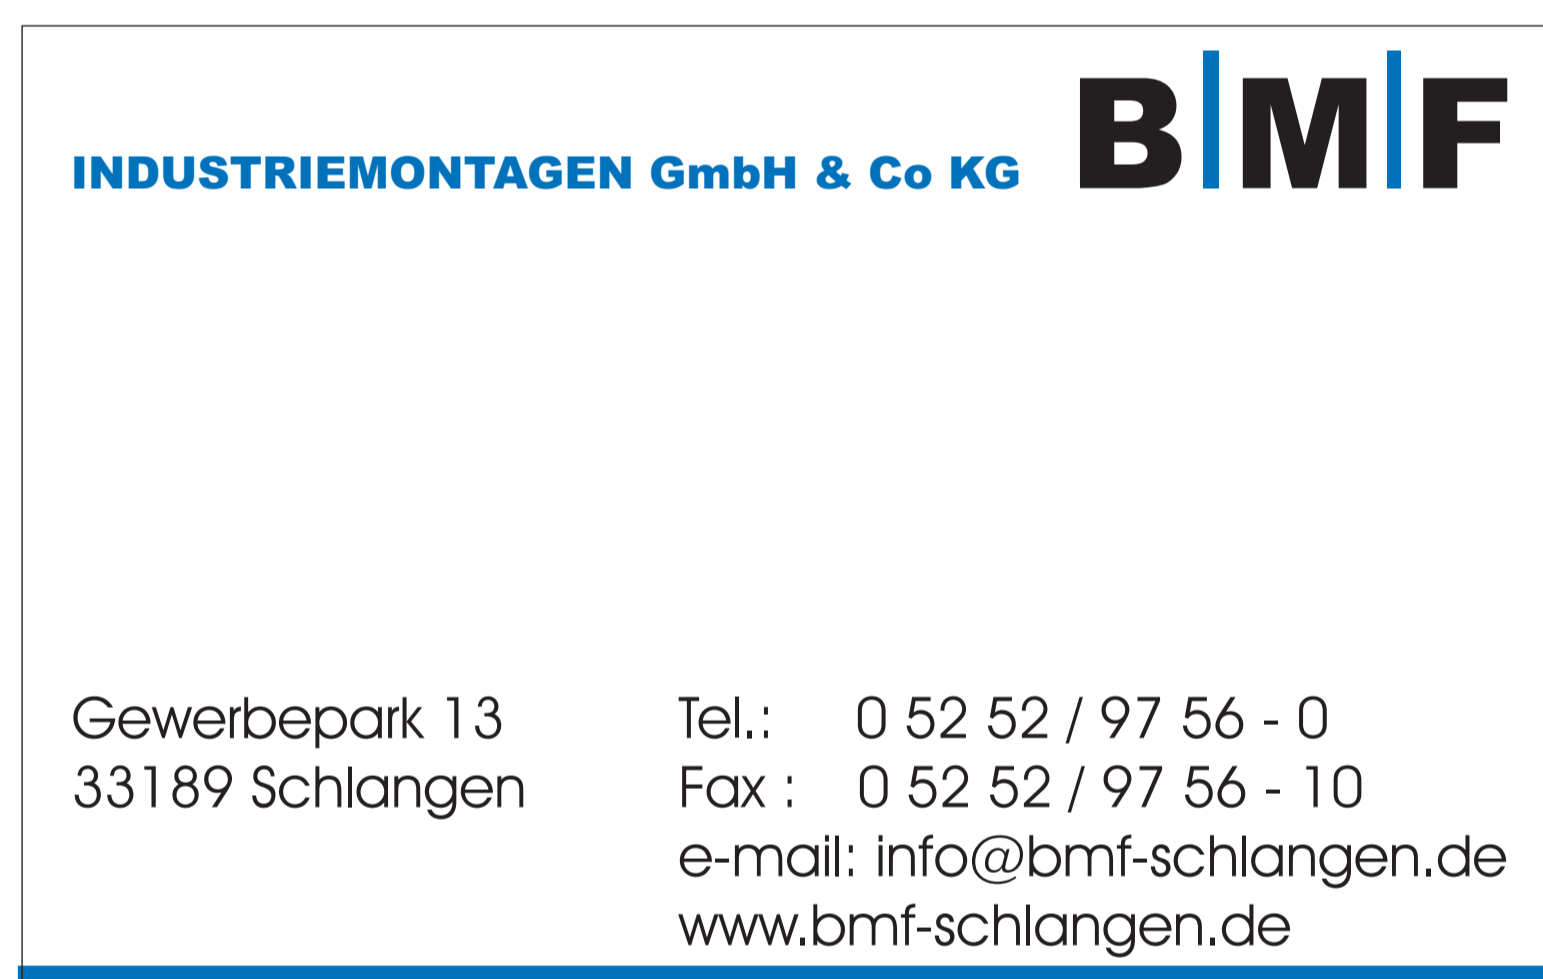 INDUSTRIEMONTAGEN GmbH & Co KG B|M|F
Gewerbepark 13
33189 Schlangen
Tel.: 0 52 52 / 97 56 - 0
Fax : 0 52 52 / 97 56 - 10
e-mail: info@bmf-schlangen.de
www.bmf-schlangen.de